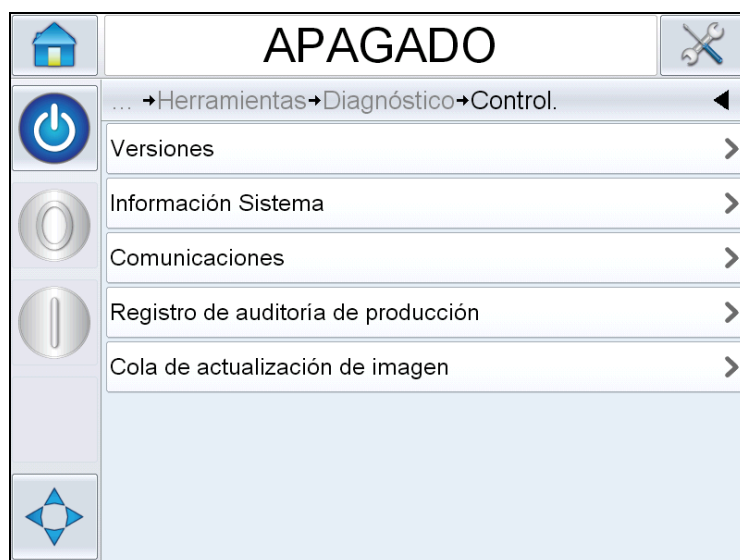 APAGADO
... →Herramientas→Diagnóstico→Control.
Versiones
Información Sistema
Comunicaciones
Registro de auditoría de producción
Cola de actualización de imagen